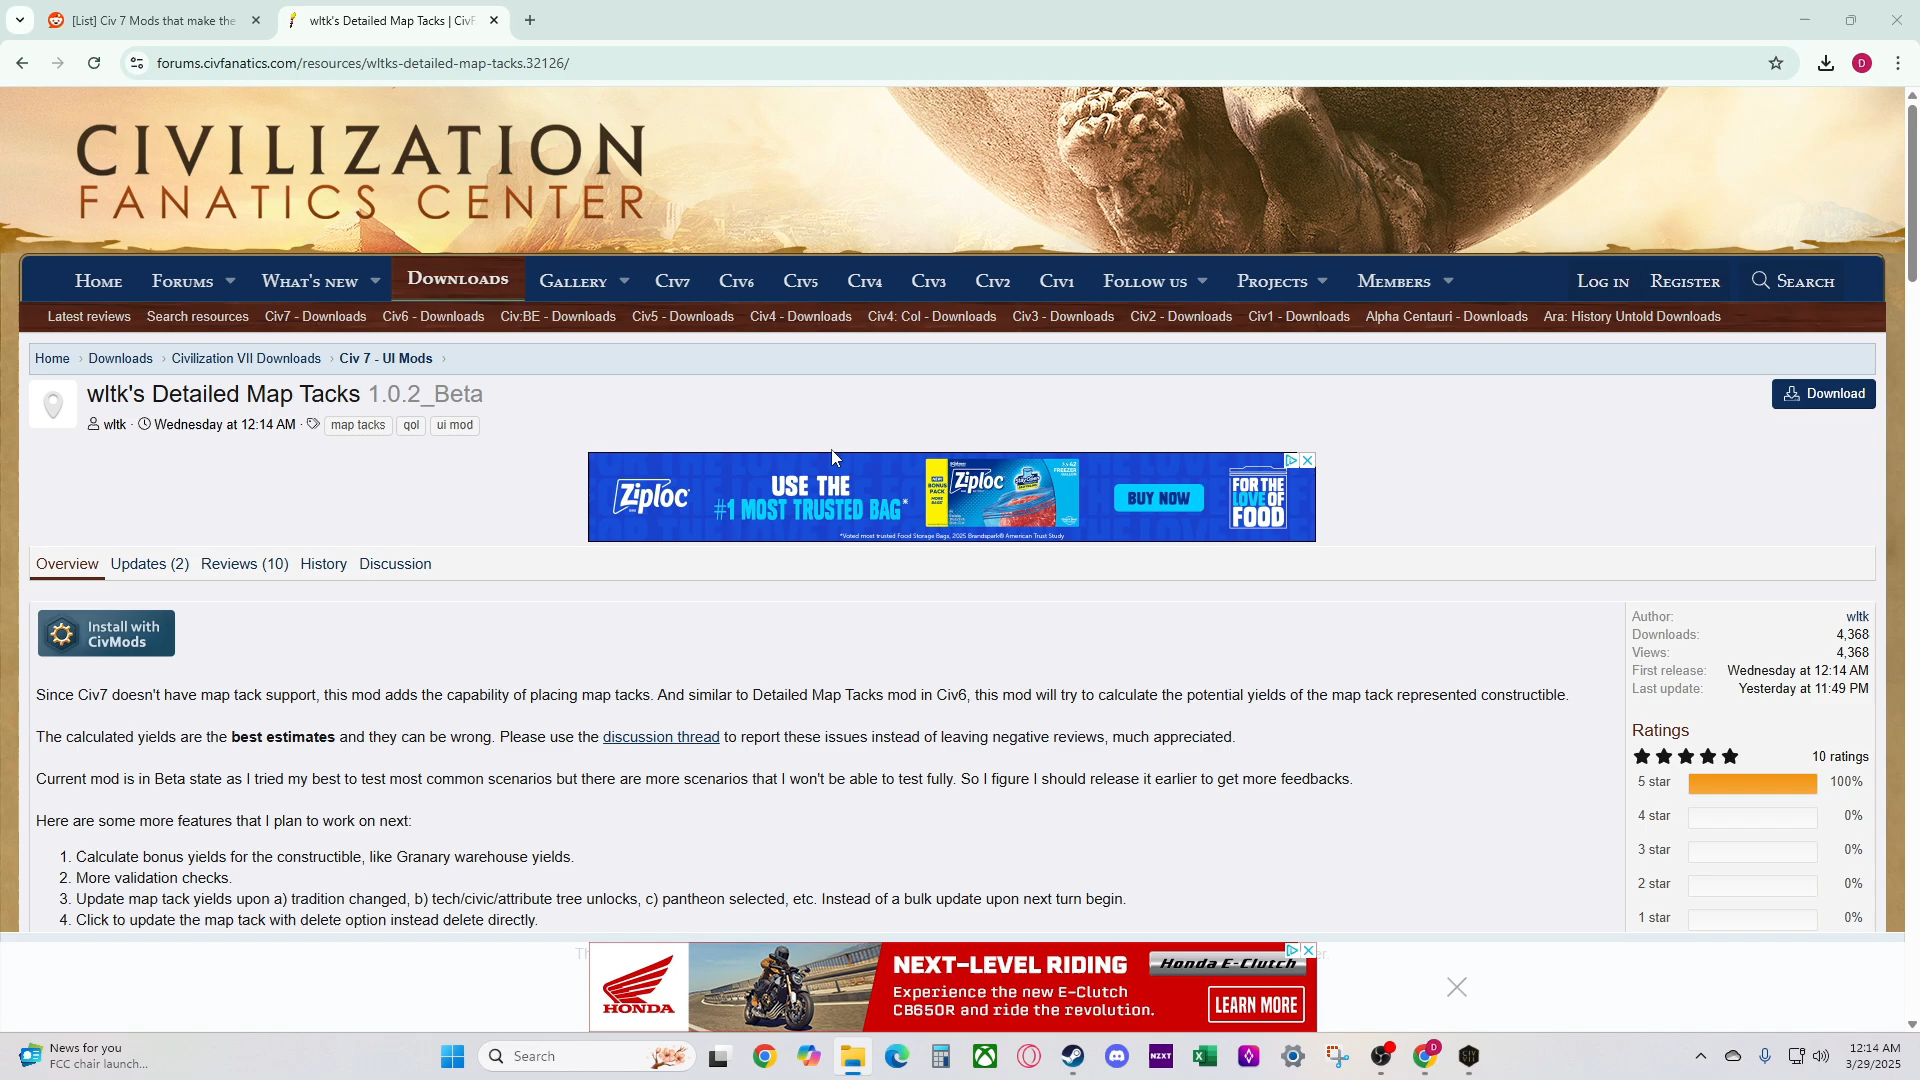 [List] Civ 7 Mods that make the
wltk's Detailed Map Tacks | CivF
forums.civfanatics.com/resources/wltks-detailed-map-tacks.32126/
D
CIVILIZATION
FANATICS CENTER
Home
Forums
What's new
Downloads
Gallery
Civ7
Civ6
Civ5
Civ4
Civ3
Civ2
Civ1
Follow us
Projects
Members
Log in
Register
Search
Latest reviews
Search resources
Civ7 - Downloads
Civ6 - Downloads
Civ:BE - Downloads
Civ5 - Downloads
Civ4 - Downloads
Civ4: Col - Downloads
Civ3 - Downloads
Civ2 - Downloads
Civ1 - Downloads
Alpha Centauri - Downloads
Ara: History Untold Downloads
Home › Downloads › Civilization VII Downloads › Civ 7 - UI Mods ›
wltk's Detailed Map Tacks 1.0.2_Beta
Download
wltk · Wednesday at 12:14 AM ·
map tacks
qol
ui mod
Ziploc
USE THE
#1 MOST TRUSTED BAG*
Ziploc
BUY NOW
FOR THE
LOVE OF
FOOD
*Voted most trusted Food Storage Bags, 2025 Brandspark® American Trust Study
Overview
Updates (2)
Reviews (10)
History
Discussion
Install with
CivMods
Since Civ7 doesn't have map tack support, this mod adds the capability of placing map tacks. And similar to Detailed Map Tacks mod in Civ6, this mod will try to calculate the potential yields of the map tack represented constructible.
The calculated yields are the best estimates and they can be wrong. Please use the discussion thread to report these issues instead of leaving negative reviews, much appreciated.
Current mod is in Beta state as I tried my best to test most common scenarios but there are more scenarios that I won't be able to test fully. So I figure I should release it earlier to get more feedbacks.
Here are some more features that I plan to work on next:
1. Calculate bonus yields for the constructible, like Granary warehouse yields.
2. More validation checks.
3. Update map tack yields upon a) tradition changed, b) tech/civic/attribute tree unlocks, c) pantheon selected, etc. Instead of a bulk update upon next turn begin.
4. Click to update the map tack with delete option instead delete directly.
Author: wltk
Downloads: 4,368
Views: 4,368
First release: Wednesday at 12:14 AM
Last update: Yesterday at 11:49 PM
Ratings
10 ratings
5 star 100%
4 star 0%
3 star 0%
2 star 0%
1 star 0%
HONDA
NEXT-LEVEL RIDING
Experience the new E-Clutch
CB650R and ride the revolution.
Honda E-Clutch
LEARN MORE
News for you
FCC chair launch...
Search
NZXT
D
12:14 AM
3/29/2025